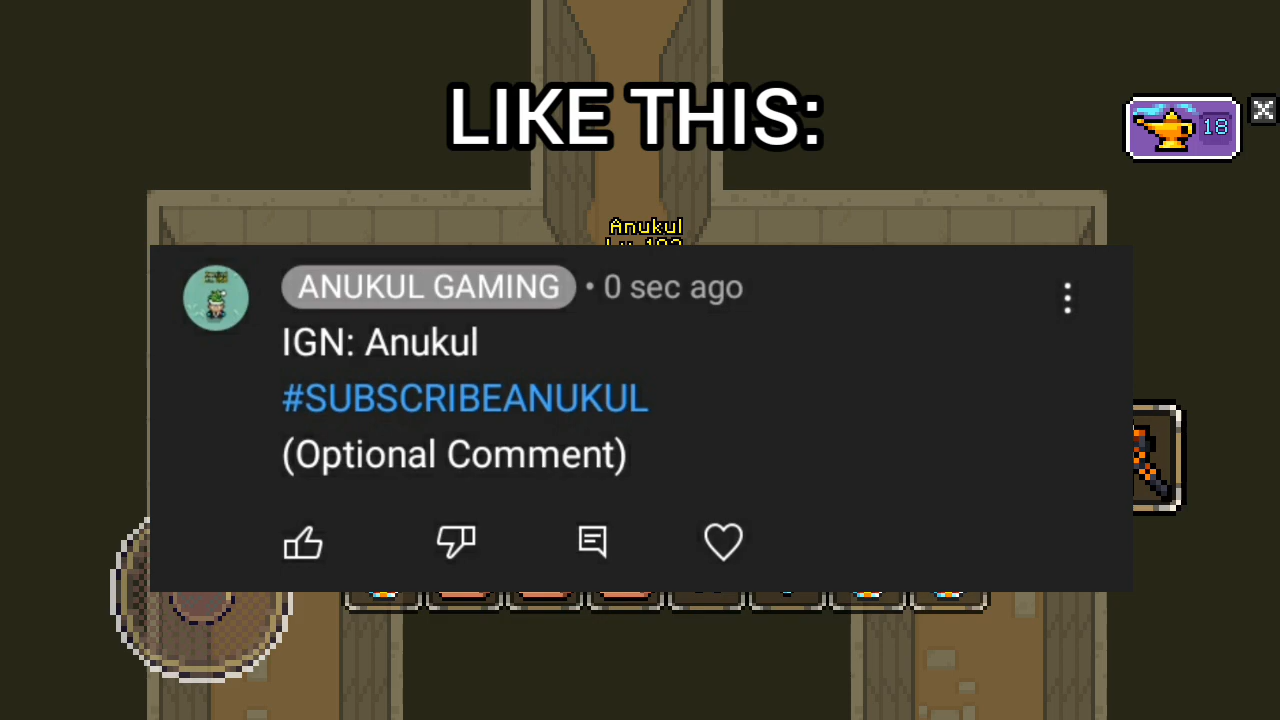 LIKE THIS:
18
Anukul
ANUKUL GAMING • 0 sec ago
IGN: Anukul
#SUBSCRIBEANUKUL
(Optional Comment)